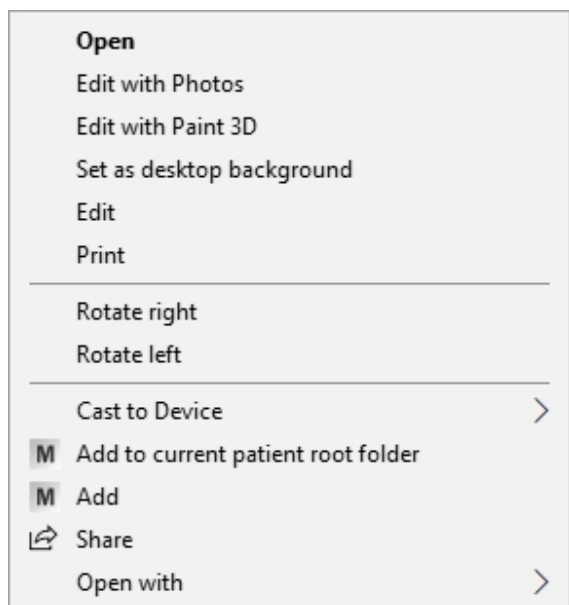 Open
Edit with Photos
Edit with Paint 3D
Set as desktop background
Edit
Print
Rotate right
Rotate left
Cast to Device
M Add to current patient root folder
M Add
Share
Open with